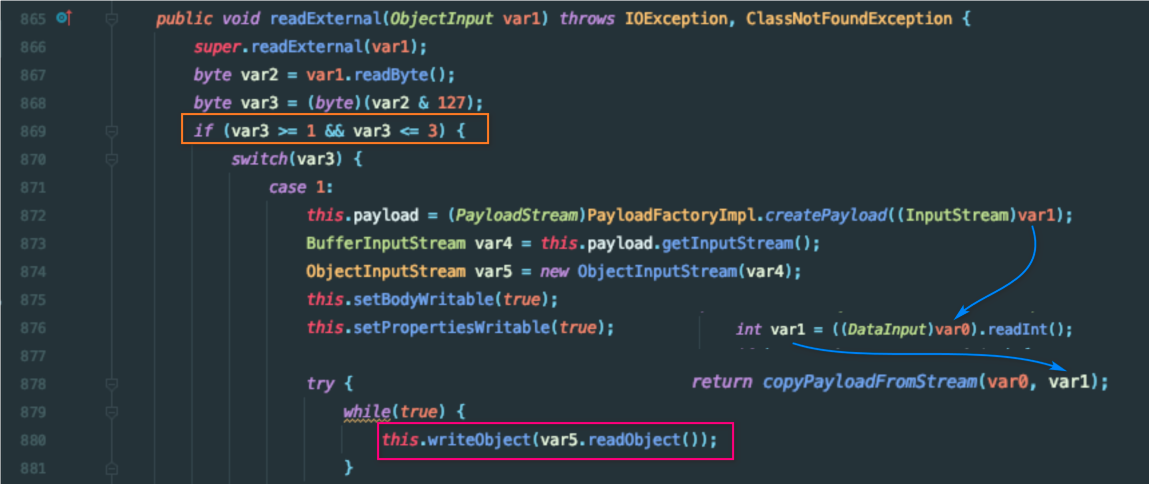 865 public void readExternal(ObjectInput var1) throws IOException, ClassNotFoundException {
866 super.readExternal(var1);
867 byte var2 = var1.readByte();
868 byte var3 = (byte)(var2 & 127);
869 if (var3 >= 1 && var3 <= 3) {
870 switch(var3) {
871 case 1:
872 this.payload = (PayloadStream)PayloadFactoryImpl.createPayload((InputStream)var1);
873 BufferInputStream var4 = this.payload.getInputStream();
874 ObjectInputStream var5 = new ObjectInputStream(var4);
875 this.setBodyWritable(true);
876 this.setPropertiesWritable(true);
int var1 = ((DataInput)var0).readInt();
877
878 try {
return copyPayloadFromStream(var0, var1);
879 while(true) {
880 this.writeObject(var5.readObject());
881 }